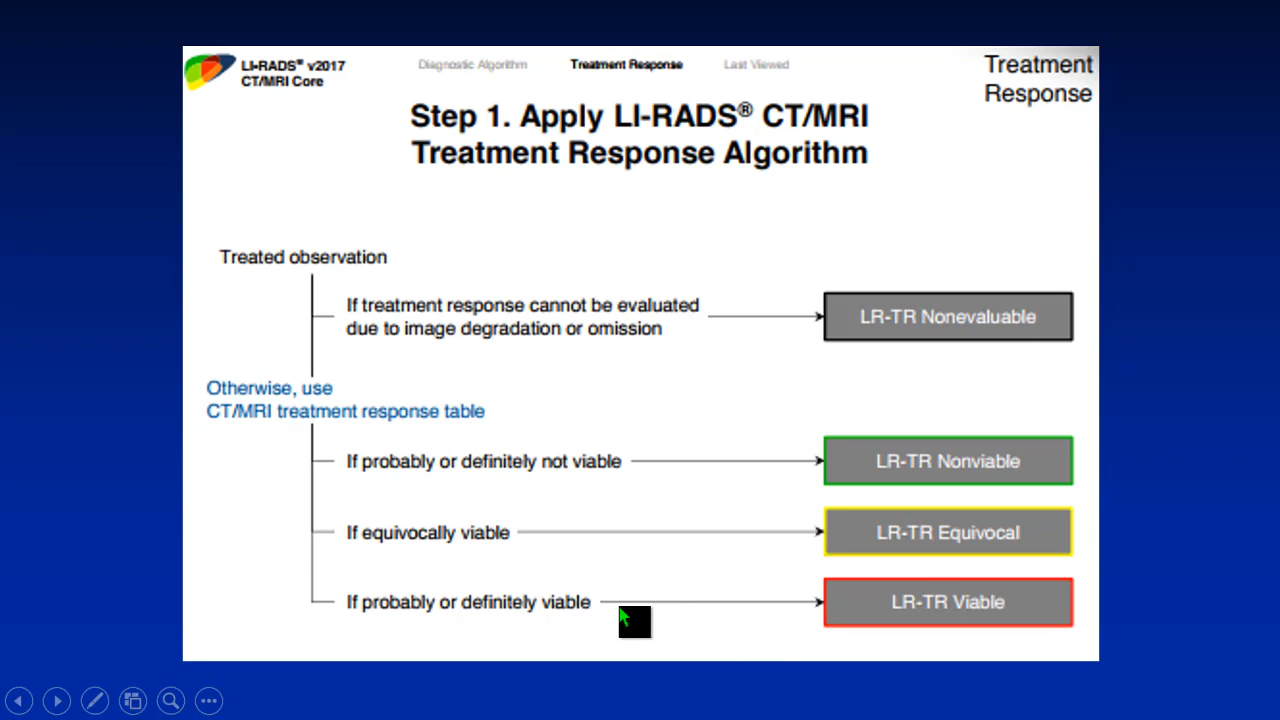 LI-RADS® v2017
CT/MRI Core
Diagnostic Algorithm
Treatment Response
Last Viewed
Treatment
Response
Step 1. Apply LI-RADS® CT/MRI
Treatment Response Algorithm
Treated observation
If treatment response cannot be evaluated
due to image degradation or omission
LR-TR Nonevaluable
Otherwise, use
CT/MRI treatment response table
If probably or definitely not viable
LR-TR Nonviable
If equivocally viable
LR-TR Equivocal
If probably or definitely viable
LR-TR Viable